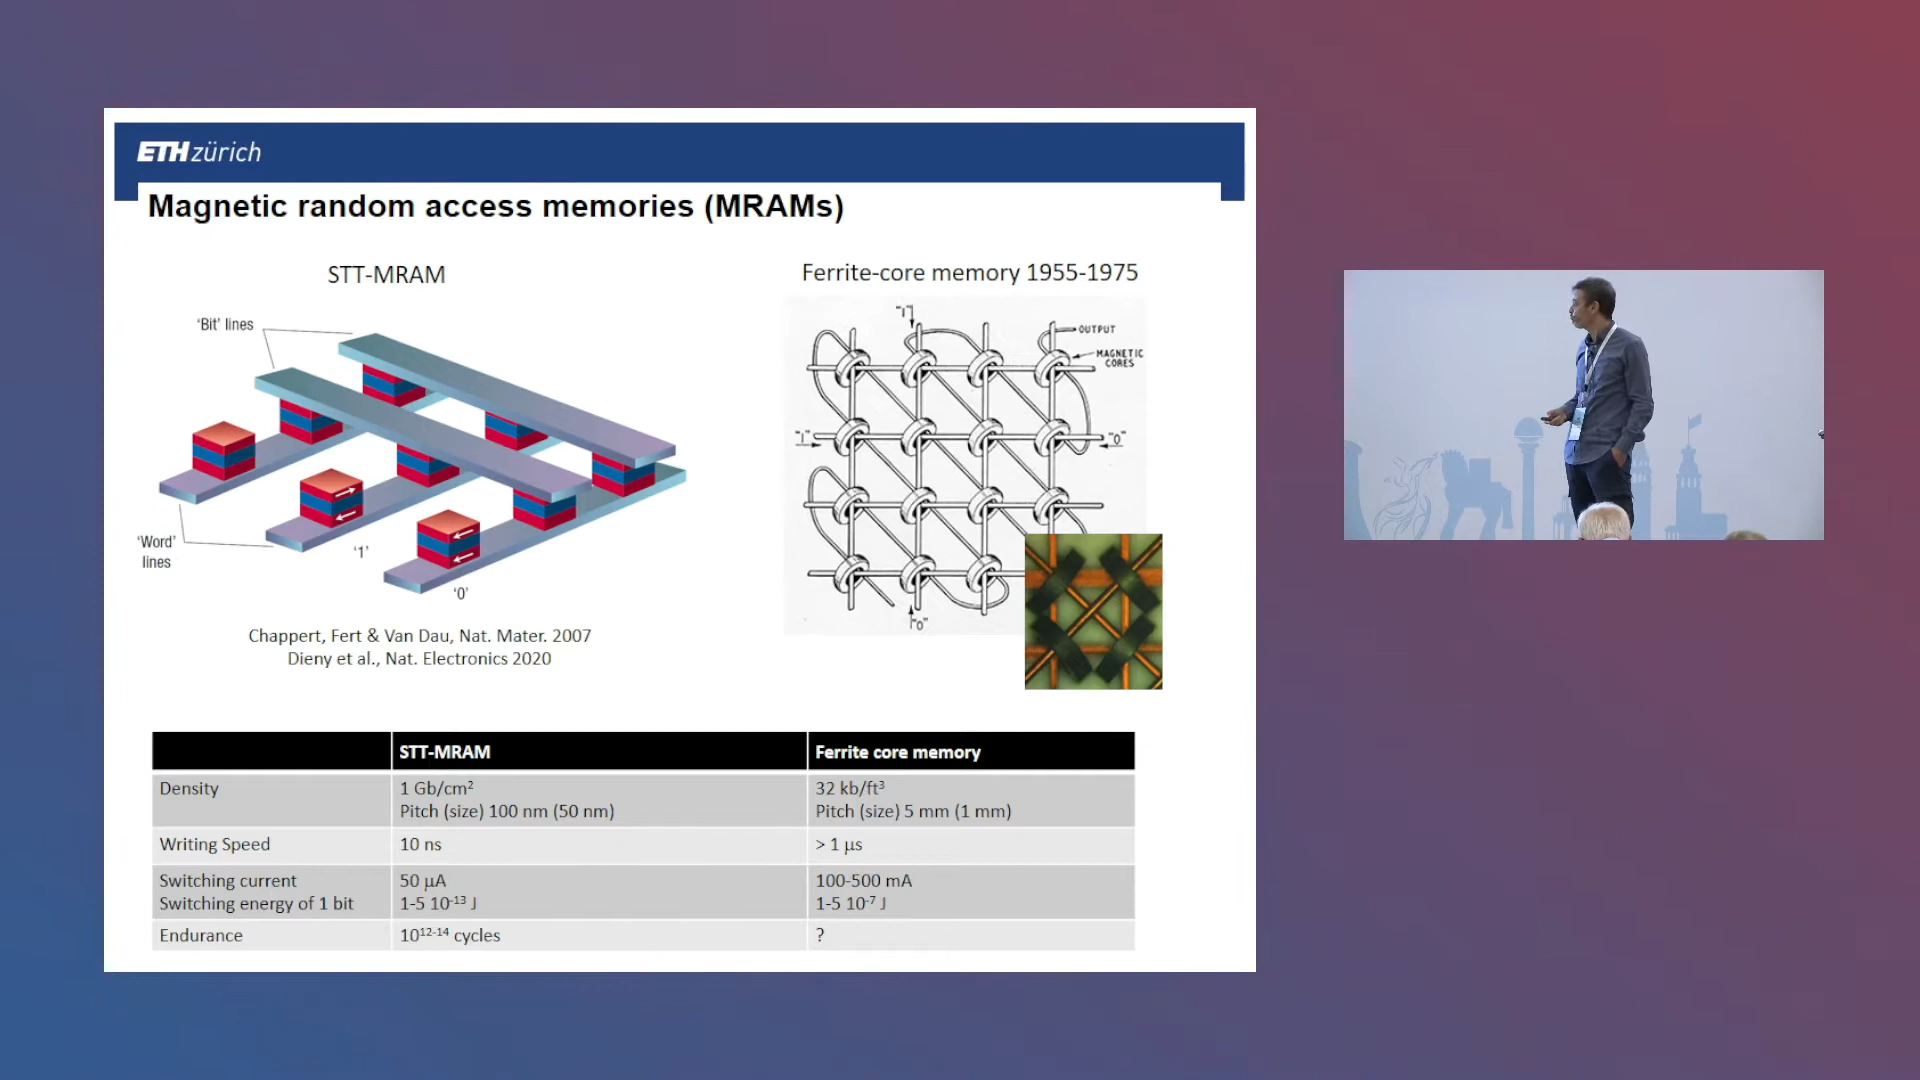 ETH zürich
Magnetic random access memories (MRAMs)
STT-MRAM
'Bit' lines
'Word'
lines
'1'
'0'
Chappert, Fert & Van Dau, Nat. Mater. 2007
Dieny et al., Nat. Electronics 2020
Ferrite-core memory 1955-1975
"1"
OUTPUT
MAGNETIC
CORES
"1"
"0"
"0"
STT-MRAM
Ferrite core memory
Density
1 Gb/cm²
Pitch (size) 100 nm (50 nm)
32 kb/ft³
Pitch (size) 5 mm (1 mm)
Writing Speed
10 ns
> 1 µs
Switching current
Switching energy of 1 bit
50 µA
1-5 10⁻¹³ J
100-500 mA
1-5 10⁻⁷ J
Endurance
10¹²⁻¹⁴ cycles
?